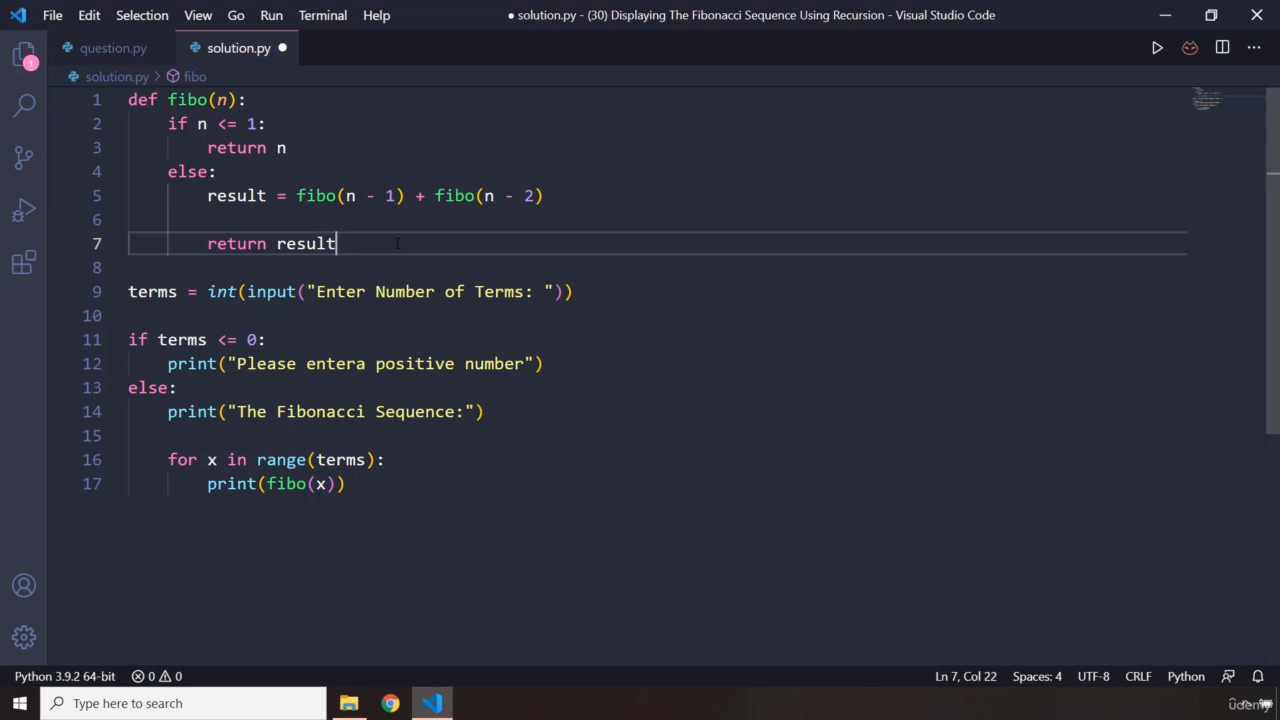 File Edit Selection View Go Run Terminal Help ● solution.py - (30) Displaying The Fibonacci Sequence Using Recursion - Visual Studio Code
question.py solution.py ●
solution.py > fibo
1 def fibo(n):
2     if n <= 1:
3         return n
4     else:
5         result = fibo(n - 1) + fibo(n - 2)
6
7         return result
8
9 terms = int(input("Enter Number of Terms: "))
10
11 if terms <= 0:
12     print("Please entera positive number")
13 else:
14     print("The Fibonacci Sequence:")
15
16     for x in range(terms):
17         print(fibo(x))
1
Python 3.9.2 64-bit 0 0 Ln 7, Col 22 Spaces: 4 UTF-8 CRLF Python
Type here to search
udemy